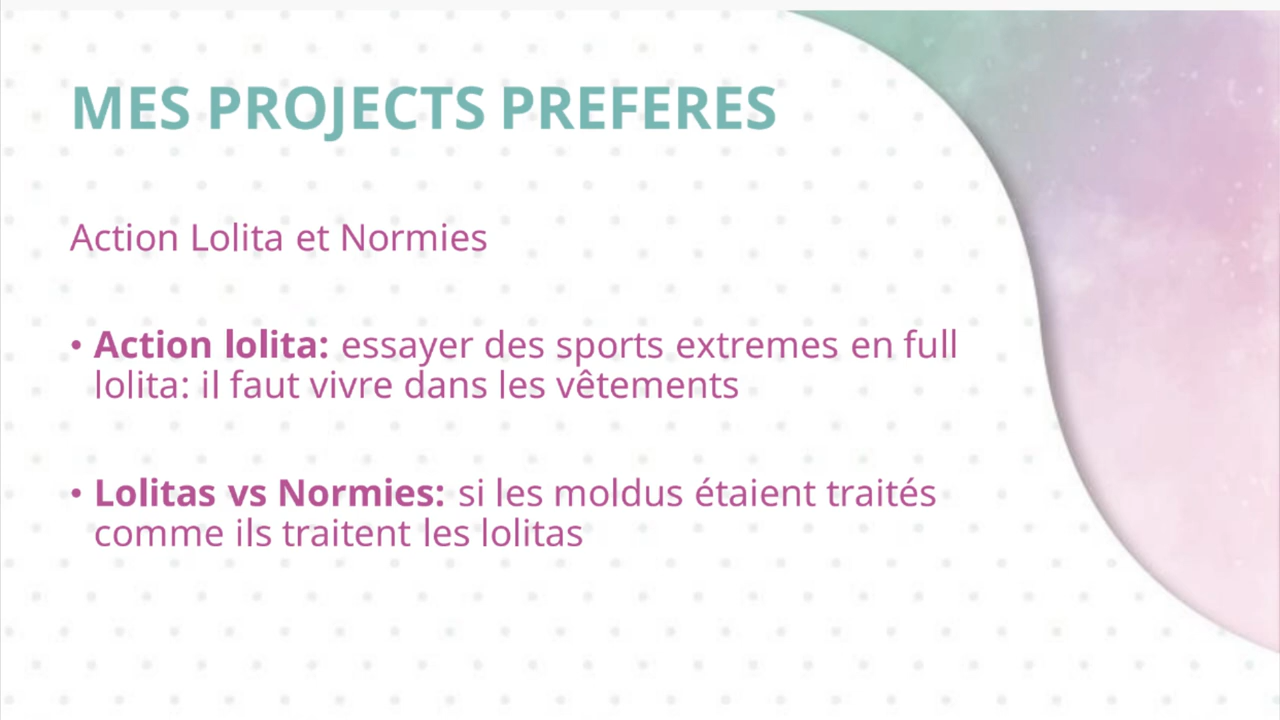 MES PROJECTS PREFERES
Action Lolita et Normies
• Action lolita: essayer des sports extremes en full
lolita: il faut vivre dans les vêtements
• Lolitas vs Normies: si les moldus étaient traités
comme ils traitent les lolitas